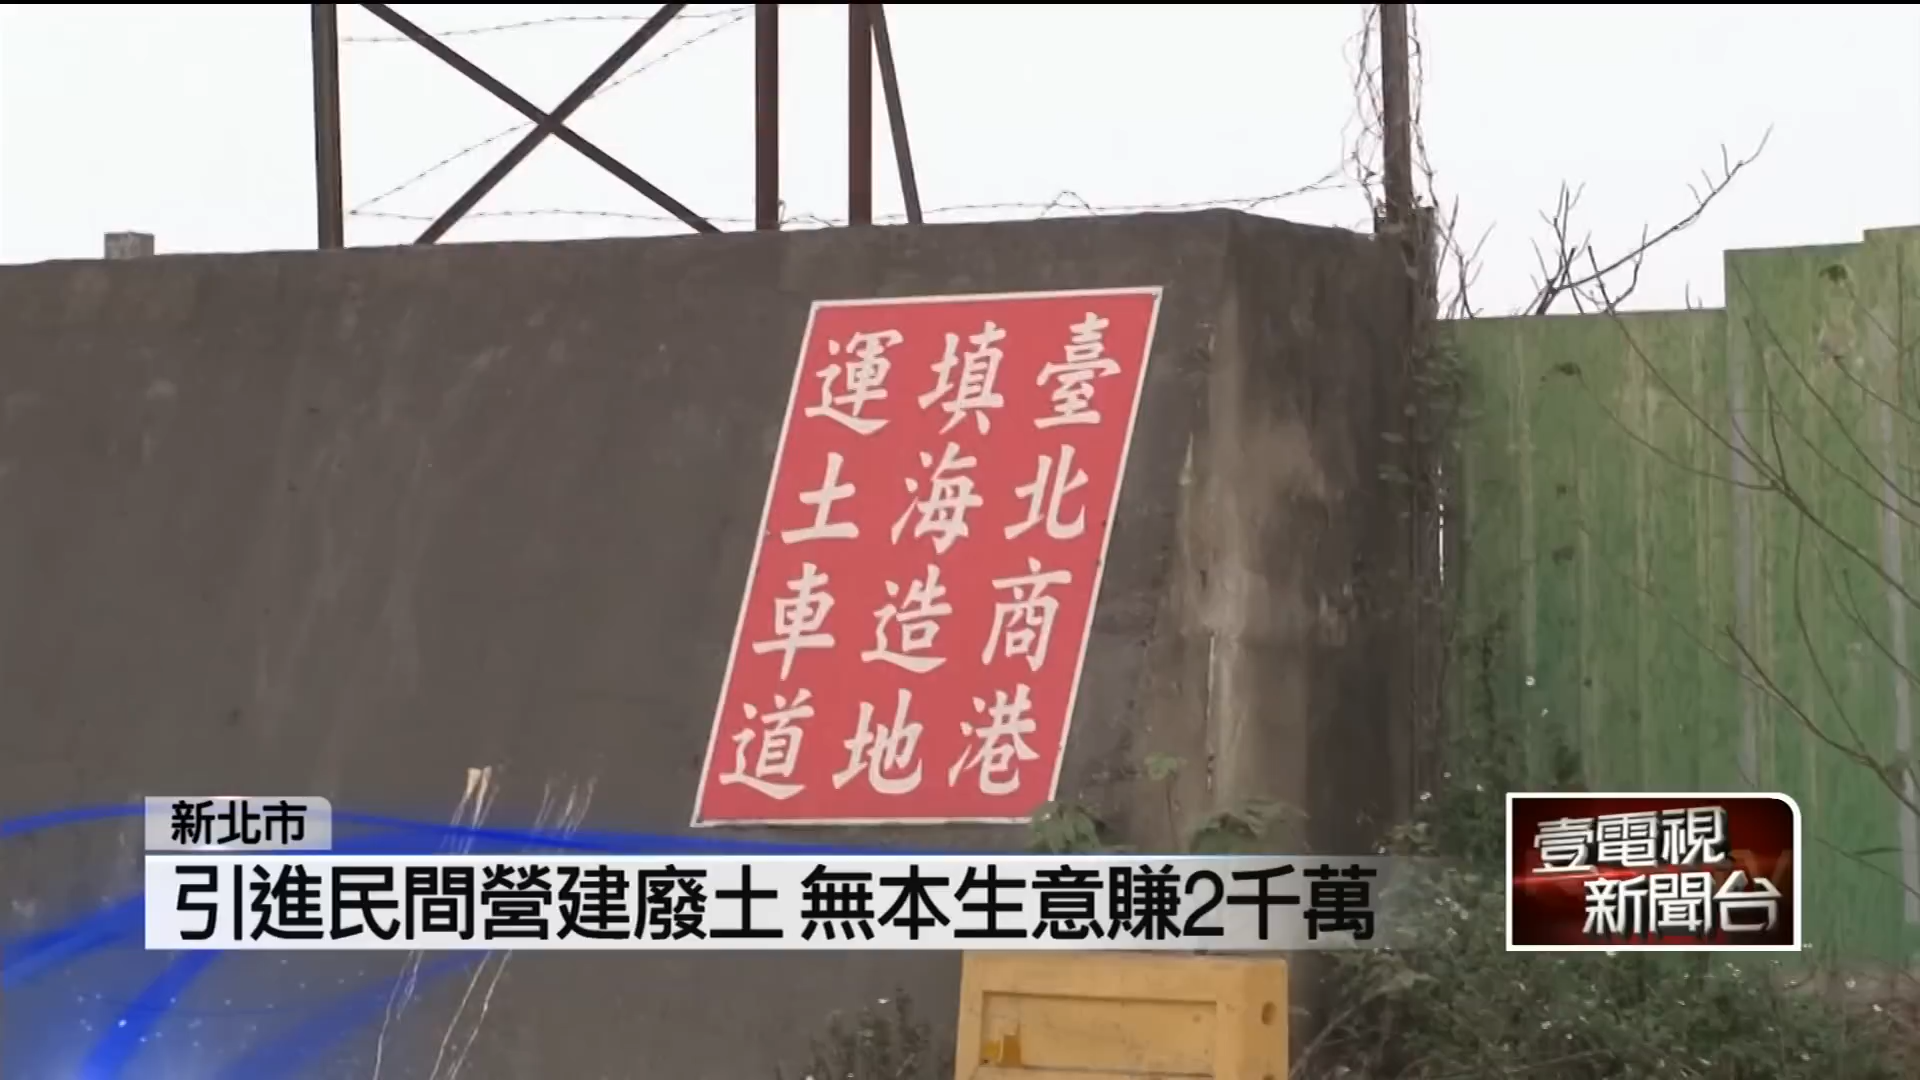 臺北商港
填海造地
運土車道
新北市
引進民間營建廢土 無本生意賺2千萬
壹電視
新聞台